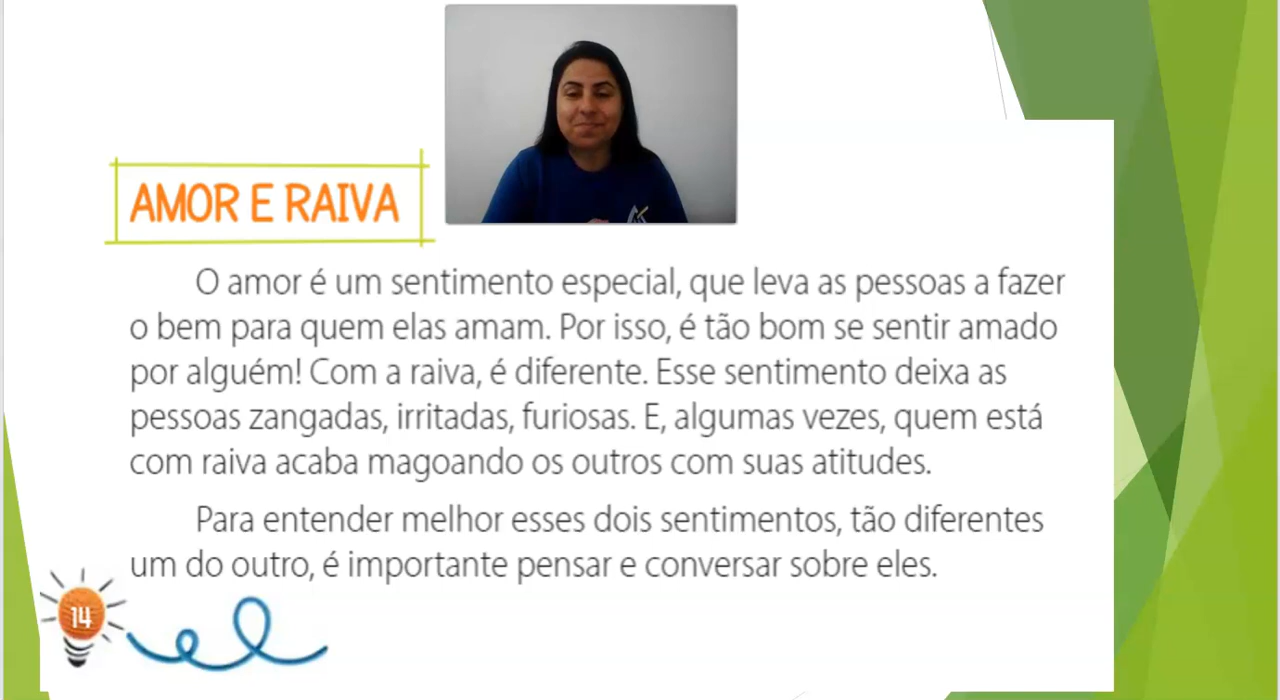 AMOR E RAIVA
O amor é um sentimento especial, que leva as pessoas a fazer
o bem para quem elas amam. Por isso, é tão bom se sentir amado
por alguém! Com a raiva, é diferente. Esse sentimento deixa as
pessoas zangadas, irritadas, furiosas. E, algumas vezes, quem está
com raiva acaba magoando os outros com suas atitudes.
Para entender melhor esses dois sentimentos, tão diferentes
um do outro, é importante pensar e conversar sobre eles.
14